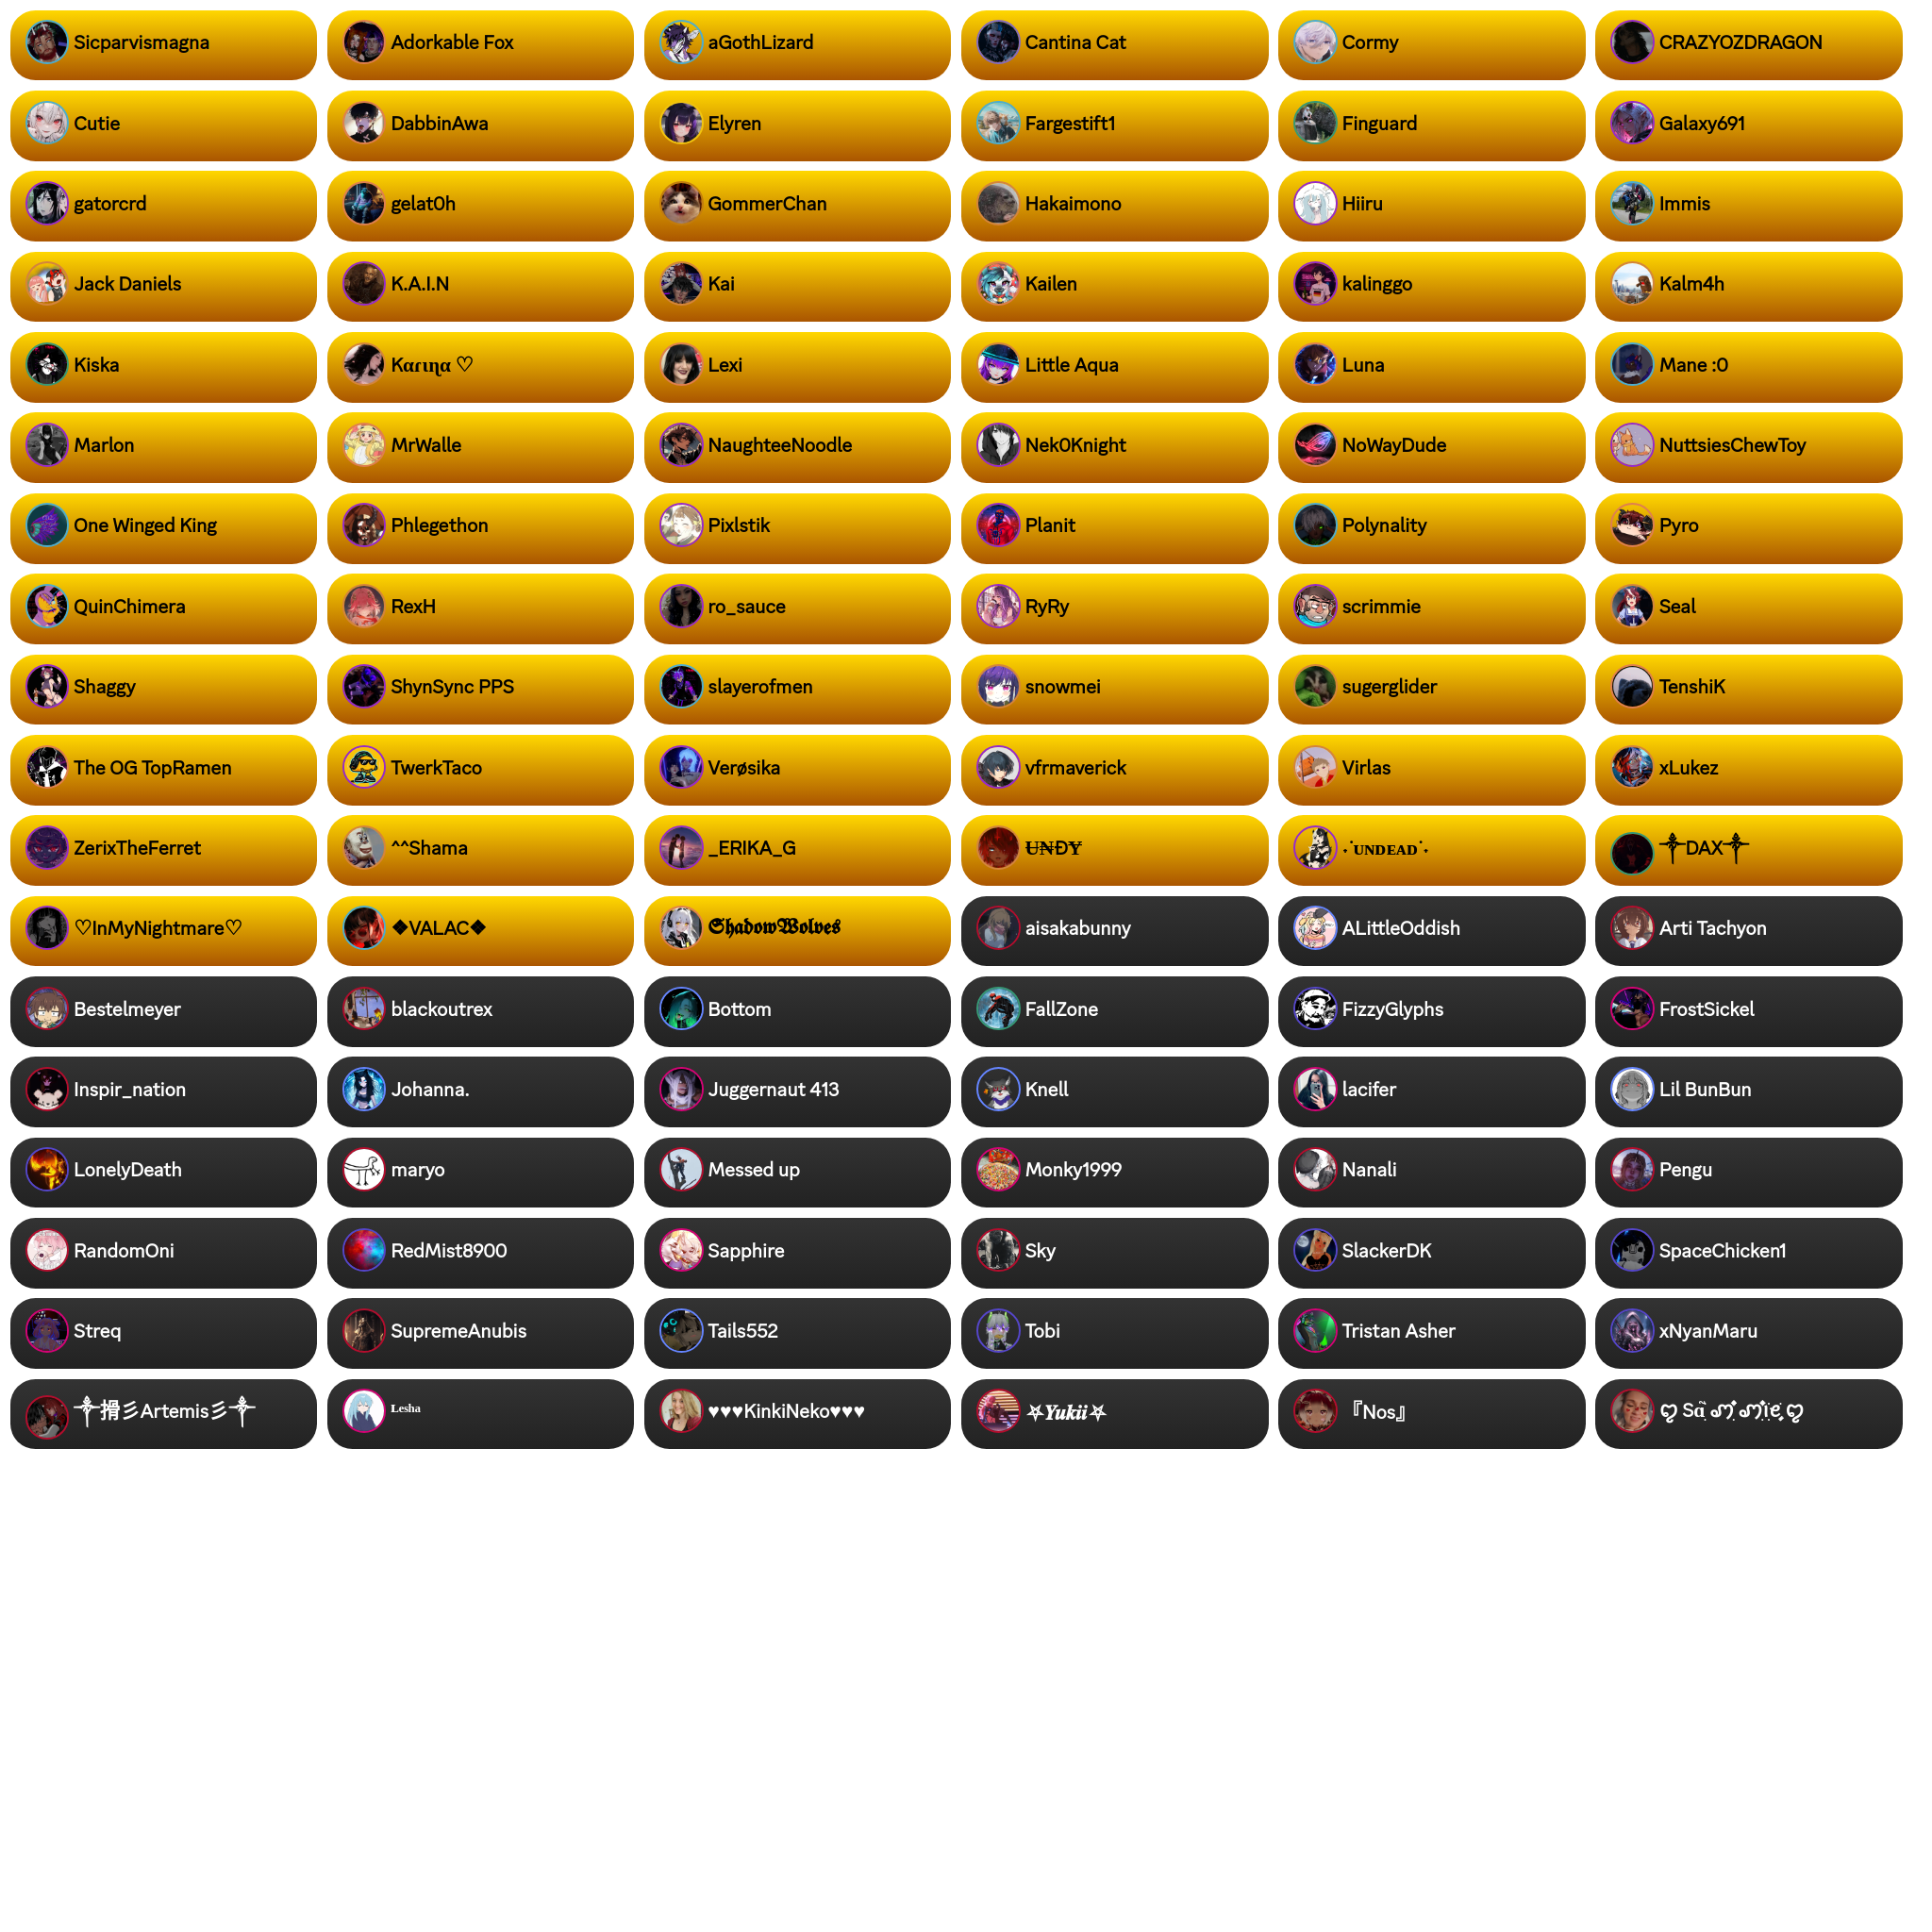 Sicparvismagna
Adorkable Fox
aGothLizard
Cantina Cat
Cormy
CRAZYOZDRAGON
Cutie
DabbinAwa
Elyren
Fargestift1
Finguard
Galaxy691
gatorcrd
gelat0h
GommerChan
Hakaimono
Hiiru
Immis
Jack Daniels
K.A.I.N
Kai
Kailen
kalinggo
Kalm4h
Kiska
Kαɾιɳα ♡
Lexi
Little Aqua
Luna
Mane :0
Marlon
MrWalle
NaughteeNoodle
Nek0Knight
NoWayDude
NuttsiesChewToy
One Winged King
Phlegethon
Pixlstik
Planit
Polynality
Pyro
QuinChimera
RexH
ro_sauce
RyRy
scrimmie
Seal
Shaggy
ShynSync PPS
slayerofmen
snowmei
sugerglider
TenshiK
The OG TopRamen
TwerkTaco
Verøsika
vfrmaverick
Virlas
xLukez
ZerixTheFerret
^^Shama
_ERIKA_G
U̶₦ĐɎ
˖˙ᴜɴᴅᴇᴀᴅ˙˖
༒DAX༒
♡InMyNightmare♡
❖VALAC❖
𝕾𝖍𝖆𝖉𝖔𝖜𝖂𝖔𝖑𝖛𝖊𝖘
aisakabunny
ALittleOddish
Arti Tachyon
Bestelmeyer
blackoutrex
Bottom
FallZone
FizzyGlyphs
FrostSickel
Inspir_nation
Johanna.
Juggernaut 413
Knell
lacifer
Lil BunBun
LonelyDeath
maryo
Messed up
Monky1999
Nanali
Pengu
RandomOni
RedMist8900
Sapphire
Sky
SlackerDK
SpaceChicken1
Streq
SupremeAnubis
Tails552
Tobi
Tristan Asher
xNyanMaru
༒搰彡Artemis彡༒
ᴸᵉˢʰᵃ
♥♥♥KinkiNeko♥♥♥
⛧𝒀𝒖𝒌𝒊𝒊⛧
『Nos』